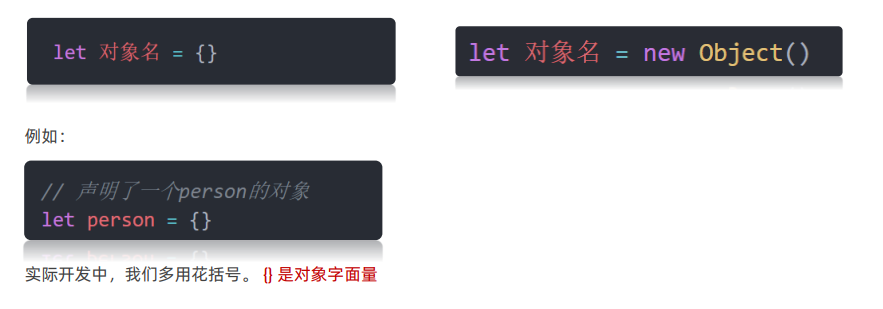 let 对象名 = {}
let 对象名 = new Object()
例如：
// 声明了一个person的对象
let person = {}
实际开发中，我们多用花括号。 {} 是对象字面量